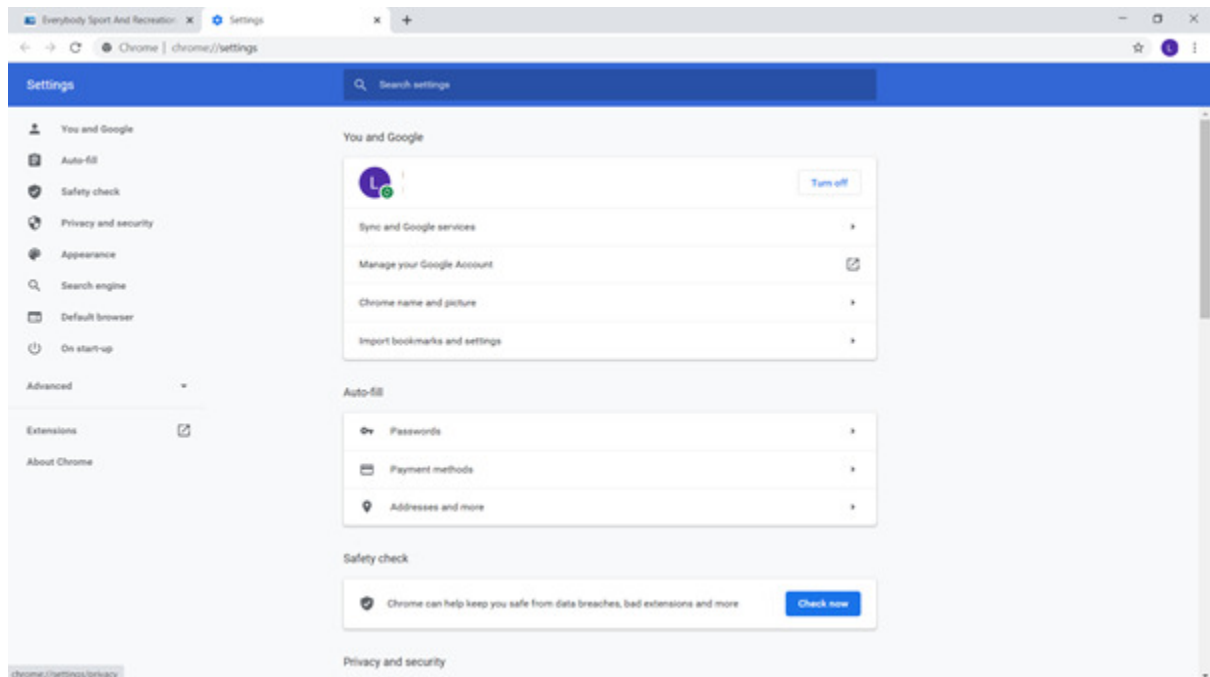 Everybody Sport And Recreation
Settings
Chrome | chrome://settings
L
Settings
Search settings
You and Google
Auto-fill
Safety check
Privacy and security
Appearance
Search engine
Default browser
On start-up
Advanced
Extensions
About Chrome
You and Google
L
Turn off
Sync and Google services
Manage your Google Account
Chrome name and picture
Import bookmarks and settings
Auto-fill
Passwords
Payment methods
Addresses and more
Safety check
Chrome can help keep you safe from data breaches, bad extensions and more
Check now
Privacy and security
chrome://settings/privacy